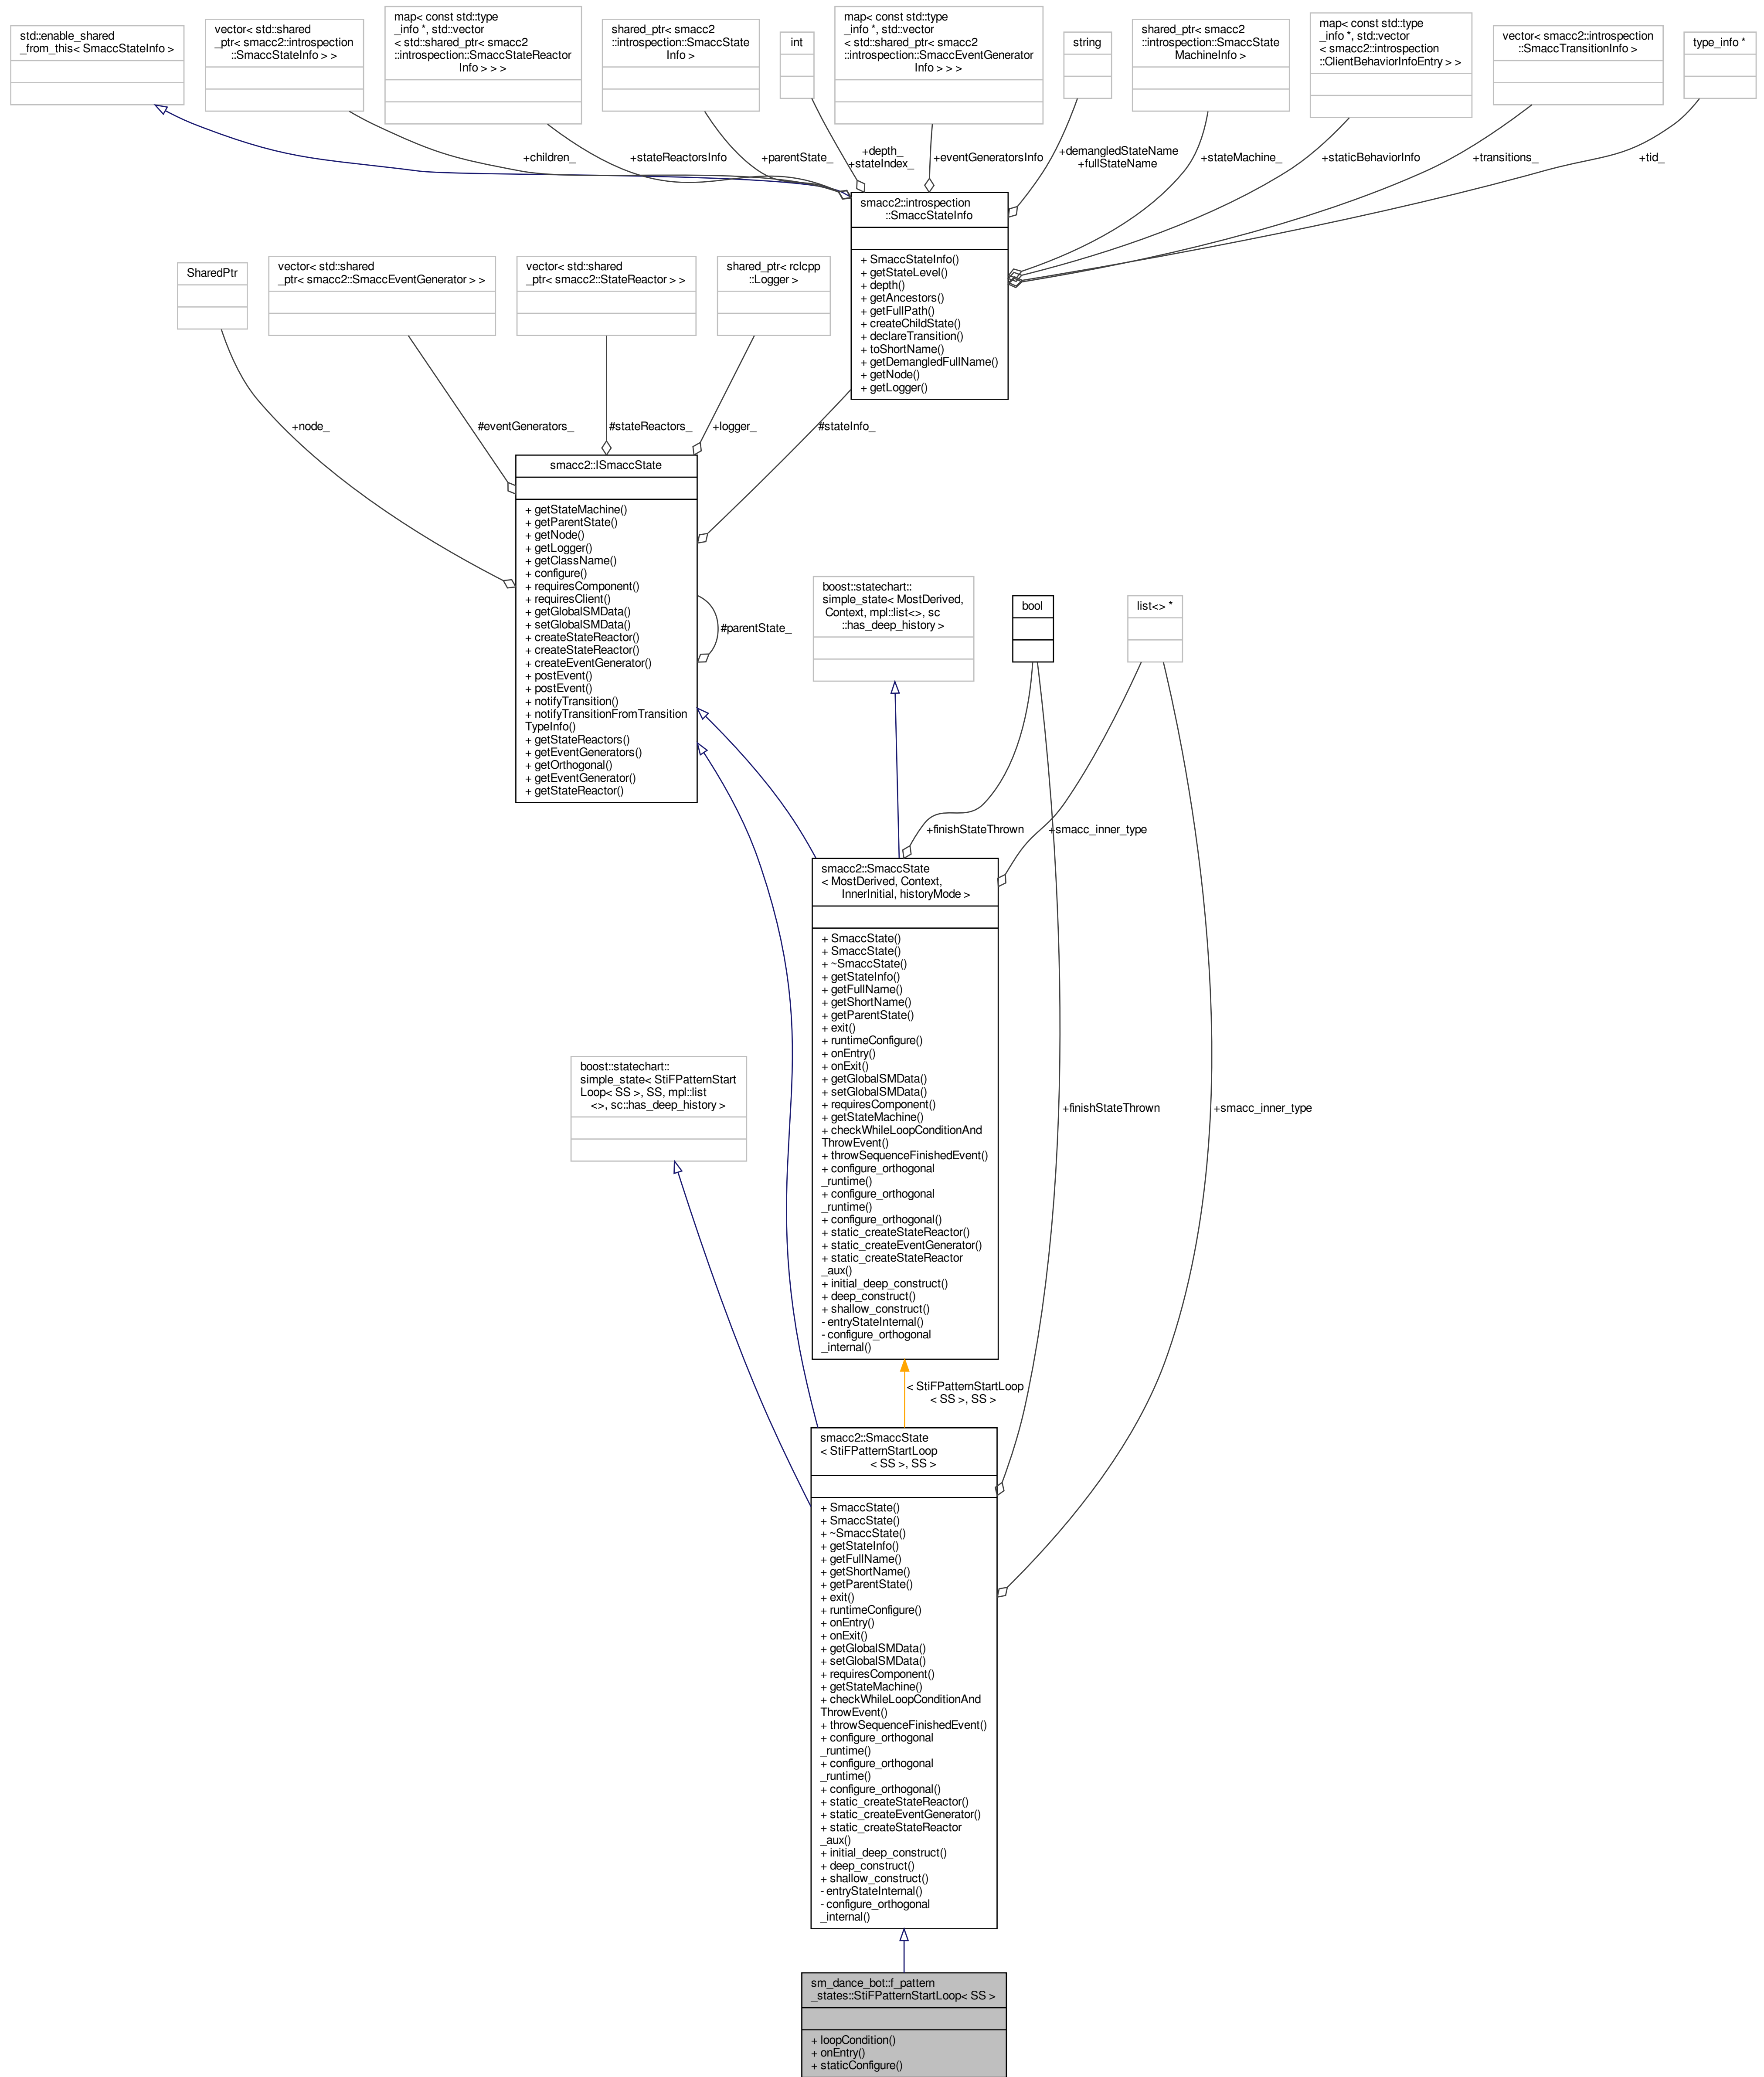 std::enable_shared
_from_this< SmaccStateInfo >
vector< std::shared
_ptr< smacc2::introspection
::SmaccStateInfo > >
map< const std::type
_info *, std::vector
< std::shared_ptr< smacc2
::introspection::SmaccStateReactor
Info > > >
shared_ptr< smacc2
::introspection::SmaccState
Info >
int
map< const std::type
_info *, std::vector
< std::shared_ptr< smacc2
::introspection::SmaccEventGenerator
Info > > >
string
shared_ptr< smacc2
::introspection::SmaccState
MachineInfo >
map< const std::type
_info *, std::vector
< smacc2::introspection
::ClientBehaviorInfoEntry > >
vector< smacc2::introspection
::SmaccTransitionInfo >
type_info *
+children_
+stateReactorsInfo
+parentState_
+depth_
+stateIndex_
+eventGeneratorsInfo
+demangledStateName
+fullStateName
+stateMachine_
+staticBehaviorInfo
+transitions_
+tid_
smacc2::introspection
::SmaccStateInfo
+ SmaccStateInfo()
+ getStateLevel()
+ depth()
+ getAncestors()
+ getFullPath()
+ createChildState()
+ declareTransition()
+ toShortName()
+ getDemangledFullName()
+ getNode()
+ getLogger()
SharedPtr
vector< std::shared
_ptr< smacc2::SmaccEventGenerator > >
vector< std::shared
_ptr< smacc2::StateReactor > >
shared_ptr< rclcpp
::Logger >
+node_
#eventGenerators_
#stateReactors_
+logger_
#stateInfo_
smacc2::ISmaccState
+ getStateMachine()
+ getParentState()
+ getNode()
+ getLogger()
+ getClassName()
+ configure()
+ requiresComponent()
+ requiresClient()
+ getGlobalSMData()
+ setGlobalSMData()
+ createStateReactor()
+ createStateReactor()
+ createEventGenerator()
+ postEvent()
+ postEvent()
+ notifyTransition()
+ notifyTransitionFromTransition
TypeInfo()
+ getStateReactors()
+ getEventGenerators()
+ getOrthogonal()
+ getEventGenerator()
+ getStateReactor()
#parentState_
boost::statechart::
simple_state< MostDerived,
Context, mpl::list<>, sc
::has_deep_history >
bool
list<> *
+finishStateThrown
+smacc_inner_type
smacc2::SmaccState
< MostDerived, Context,
InnerInitial, historyMode >
+ SmaccState()
+ SmaccState()
+ ~SmaccState()
+ getStateInfo()
+ getFullName()
+ getShortName()
+ getParentState()
+ exit()
+ runtimeConfigure()
+ onEntry()
+ onExit()
+ getGlobalSMData()
+ setGlobalSMData()
+ requiresComponent()
+ getStateMachine()
+ checkWhileLoopConditionAnd
ThrowEvent()
+ throwSequenceFinishedEvent()
+ configure_orthogonal
_runtime()
+ configure_orthogonal
_runtime()
+ configure_orthogonal()
+ static_createStateReactor()
+ static_createEventGenerator()
+ static_createStateReactor
_aux()
+ initial_deep_construct()
+ deep_construct()
+ shallow_construct()
- entryStateInternal()
- configure_orthogonal
_internal()
boost::statechart::
simple_state< StiFPatternStart
Loop< SS >, SS, mpl::list
<>, sc::has_deep_history >
+finishStateThrown
+smacc_inner_type
< StiFPatternStartLoop
< SS >, SS >
smacc2::SmaccState
< StiFPatternStartLoop
< SS >, SS >
+ SmaccState()
+ SmaccState()
+ ~SmaccState()
+ getStateInfo()
+ getFullName()
+ getShortName()
+ getParentState()
+ exit()
+ runtimeConfigure()
+ onEntry()
+ onExit()
+ getGlobalSMData()
+ setGlobalSMData()
+ requiresComponent()
+ getStateMachine()
+ checkWhileLoopConditionAnd
ThrowEvent()
+ throwSequenceFinishedEvent()
+ configure_orthogonal
_runtime()
+ configure_orthogonal
_runtime()
+ configure_orthogonal()
+ static_createStateReactor()
+ static_createEventGenerator()
+ static_createStateReactor
_aux()
+ initial_deep_construct()
+ deep_construct()
+ shallow_construct()
- entryStateInternal()
- configure_orthogonal
_internal()
sm_dance_bot::f_pattern
_states::StiFPatternStartLoop< SS >
+ loopCondition()
+ onEntry()
+ staticConfigure()